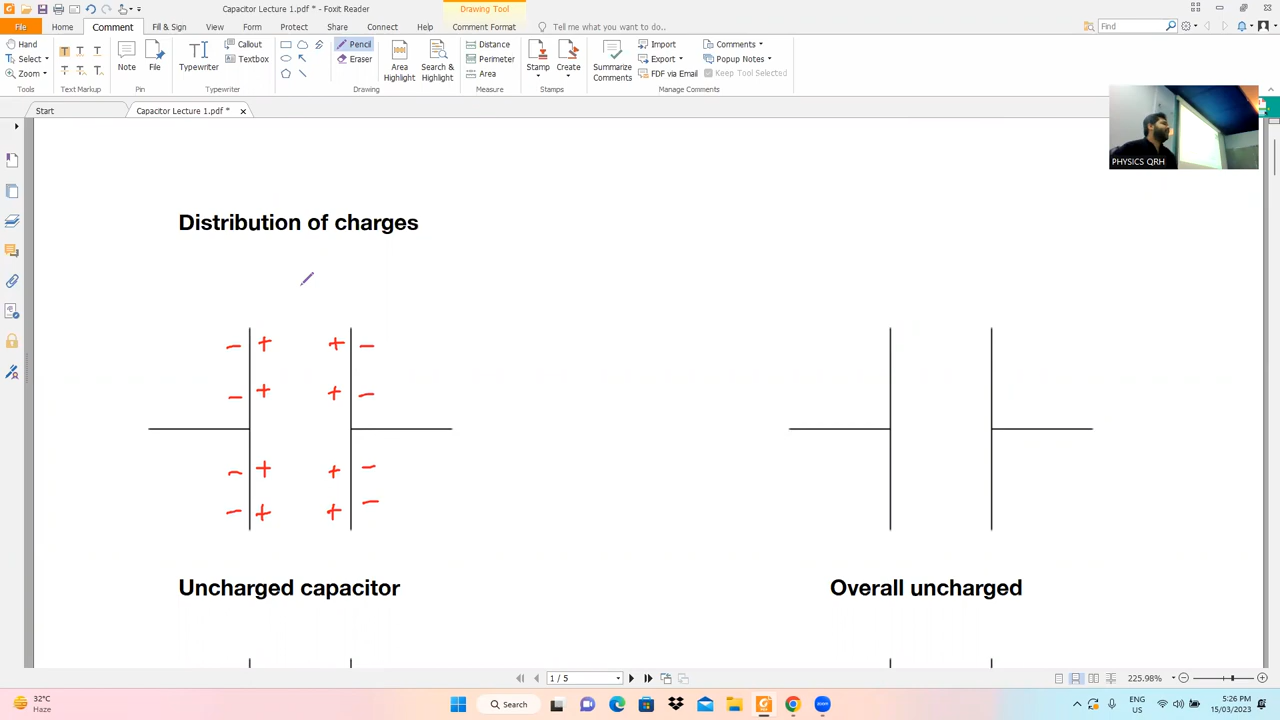 Capacitor Lecture 1.pdf * - Foxit Reader
Drawing Tool
File Home Comment Fill & Sign View Form Protect Share Connect Help Extras Comment Format Tell me what you want to do... Find
Hand
Select
Zoom
Tools
T T T
T T T
Text Markup
Note
File
Pin
Typewriter
Callout
Textbox
Typewriter
Pencil
Eraser
Drawing
Area Highlight
Search & Highlight
Distance
Perimeter
Area
Measure
Stamp
Create
Stamps
Summarize Comments
Import
Export
FDF via Email
Comments
Popup Notes
Keep Tool Selected
Manage Comments
Start Capacitor Lecture 1.pdf *
PHYSICS QRH
Distribution of charges
− + + −
− + + −
− + + −
− + + −
Uncharged capacitor Overall uncharged
1 / 5 225.98%
32°C
Haze
Search
ENG
US
5:26 PM
15/03/2023